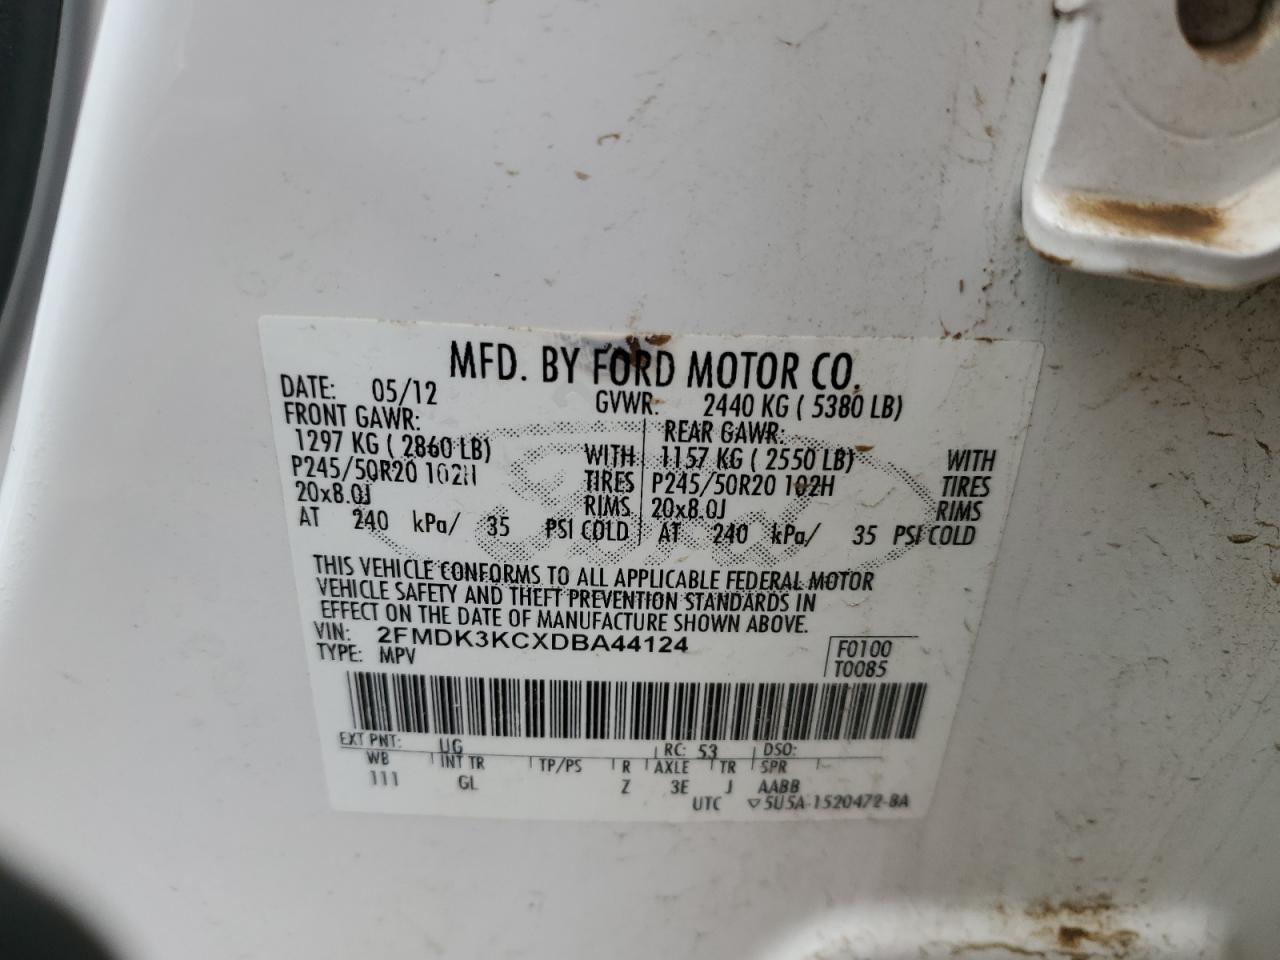 MFD. BY FORD MOTOR CO.
DATE: 05/12 GVWR: 2440 KG ( 5380 LB)
FRONT GAWR: REAR GAWR:
1297 KG ( 2860 LB) WITH 1157 KG ( 2550 LB) WITH
P245/50R20 102H TIRES P245/50R20 102H TIRES
20x8.0J RIMS 20x8.0J RIMS
AT 240 kPa/ 35 PSI COLD AT 240 kPa/ 35 PSI COLD
THIS VEHICLE CONFORMS TO ALL APPLICABLE FEDERAL MOTOR
VEHICLE SAFETY AND THEFT PREVENTION STANDARDS IN
EFFECT ON THE DATE OF MANUFACTURE SHOWN ABOVE.
VIN: 2FMDK3KCXDBA44124 F0100
TYPE: MPV T0085
EXT PNT: UG RC: 53 DSO:
WB INT TR TP/PS R AXLE TR SPR
111 GL Z 3E J AABB
UTC ▽5U5A-1520472-BA